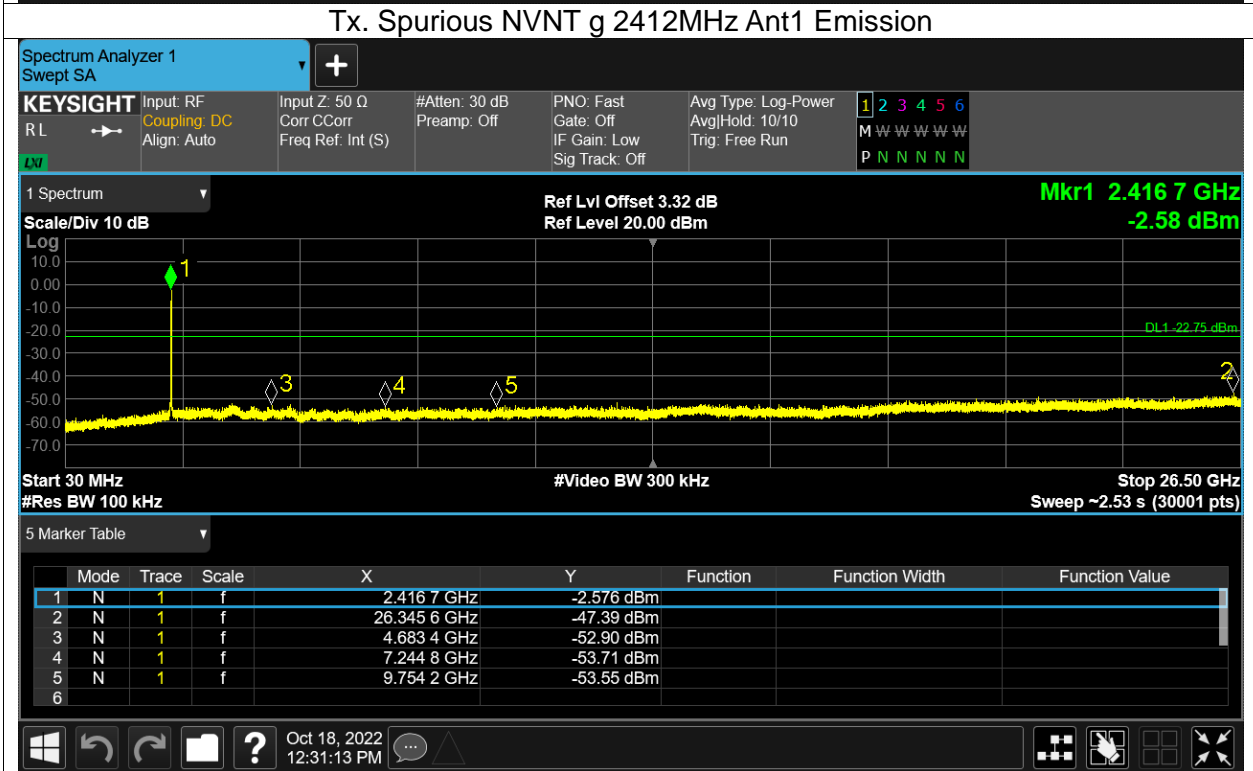 Tx. Spurious NVNT g 2412MHz Ant1 Emission
Spectrum Analyzer 1
Swept SA
KEYSIGHT Input: RF Input Z: 50 Ω #Atten: 30 dB PNO: Fast Avg Type: Log-Power 1 2 3 4 5 6
RL Coupling: DC Corr CCorr Preamp: Off Gate: Off Avg|Hold: 10/10 M W W W W W
Align: Auto Freq Ref: Int (S) IF Gain: Low Trig: Free Run
LXI Sig Track: Off P N N N N N
1 Spectrum Ref Lvl Offset 3.32 dB Mkr1 2.416 7 GHz
Scale/Div 10 dB Ref Level 20.00 dBm -2.58 dBm
Log
10.0
1
0.00
-10.0
-20.0 DL1 -22.75 dBm
-30.0
-40.0 3 4 5 2
-50.0
-60.0
-70.0
Start 30 MHz #Video BW 300 kHz Stop 26.50 GHz
#Res BW 100 kHz Sweep ~2.53 s (30001 pts)
5 Marker Table
Mode Trace Scale X Y Function Function Width Function Value
1 N 1 f 2.416 7 GHz -2.576 dBm
2 N 1 f 26.345 6 GHz -47.39 dBm
3 N 1 f 4.683 4 GHz -52.90 dBm
4 N 1 f 7.244 8 GHz -53.71 dBm
5 N 1 f 9.754 2 GHz -53.55 dBm
6
? Oct 18, 2022
12:31:13 PM